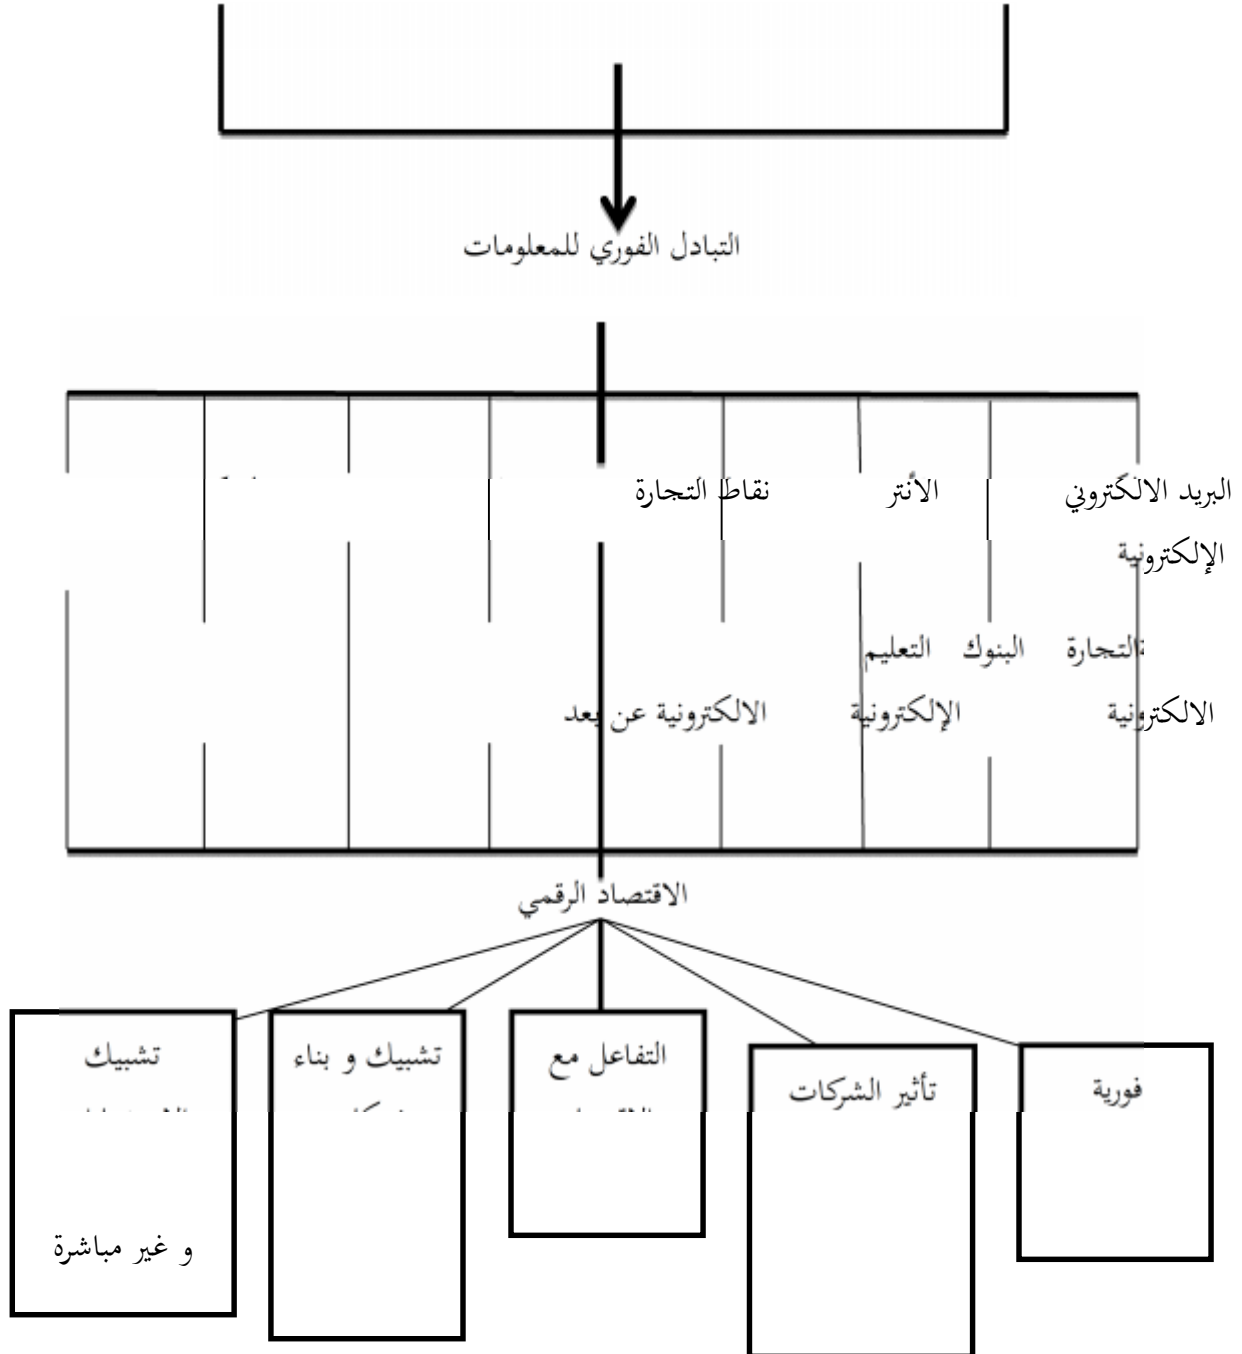 التبادل الفوري للمعلومات
البريد الالكتروني الأنتر نقاط التجارة
الإلكترونية
التجارة البنوك التعليم
الالكترونية الإلكترونية الالكترونية عن بعد
الاقتصاد الرقمي
فورية
تأثير الشركات
التفاعل مع
تشبيك و بناء
تشبيك
و غير مباشرة